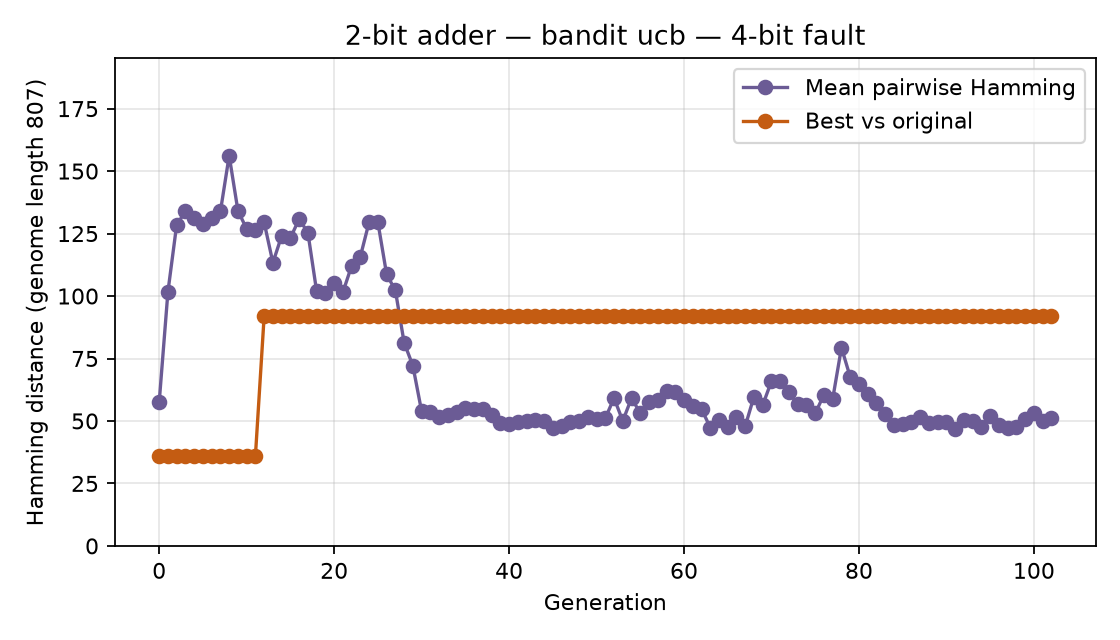 2-bit adder — bandit ucb — 4-bit fault
Mean pairwise Hamming
Best vs original
Hamming distance (genome length 807)
175
150
125
100
75
50
25
0
0 20 40 60 80 100
Generation